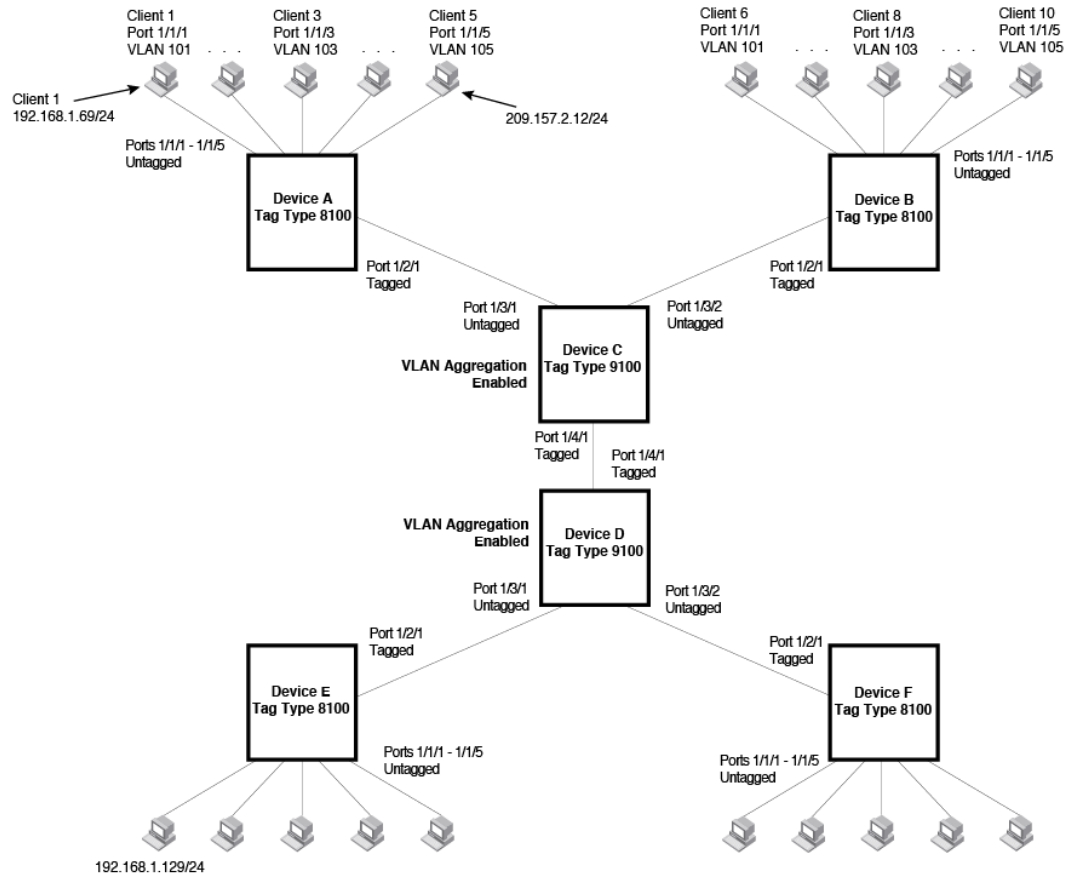 Client 1
Port 1/1/1
VLAN 101
. . .
Client 3
Port 1/1/3
VLAN 103
. . .
Client 5
Port 1/1/5
VLAN 105
Client 6
Port 1/1/1
VLAN 101
. . .
Client 8
Port 1/1/3
VLAN 103
. . .
Client 10
Port 1/1/5
VLAN 105
Client 1
192.168.1.69/24
209.157.2.12/24
Ports 1/1/1 - 1/1/5
Untagged
Ports 1/1/1 - 1/1/5
Untagged
Device A
Tag Type 8100
Device B
Tag Type 8100
Port 1/2/1
Tagged
Port 1/2/1
Tagged
Port 1/3/1
Untagged
Port 1/3/2
Untagged
VLAN Aggregation
Enabled
Device C
Tag Type 9100
Port 1/4/1
Tagged
Port 1/4/1
Tagged
VLAN Aggregation
Enabled
Device D
Tag Type 9100
Port 1/3/1
Untagged
Port 1/3/2
Untagged
Port 1/2/1
Tagged
Port 1/2/1
Tagged
Device E
Tag Type 8100
Device F
Tag Type 8100
Ports 1/1/1 - 1/1/5
Untagged
Ports 1/1/1 - 1/1/5
Untagged
192.168.1.129/24